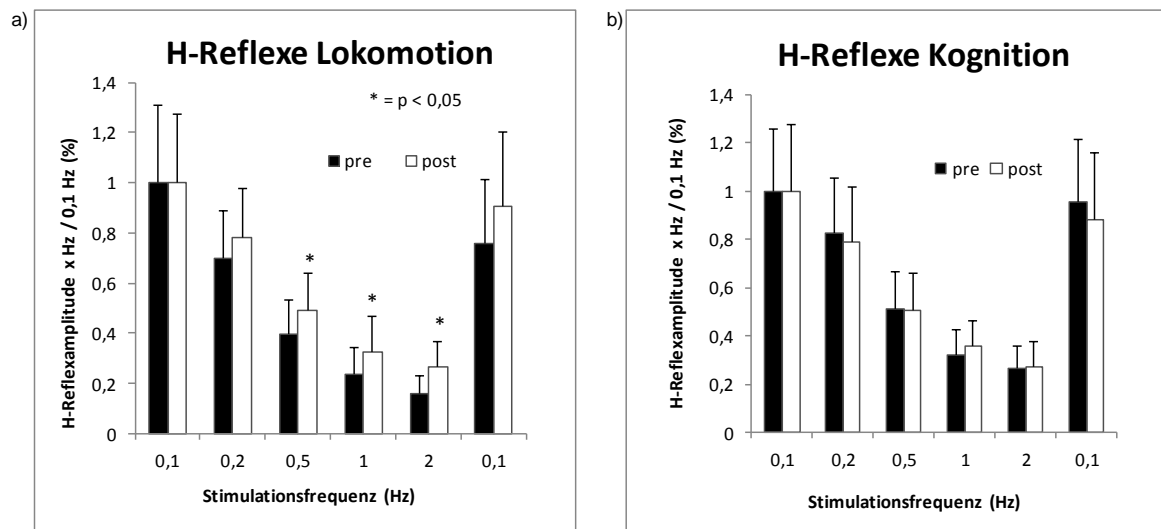 a)
H-Reflexe Lokomotion
H-Reflexamplitude x Hz / 0,1 Hz (%)
1,4
1,2
1
0,8
0,6
0,4
0,2
0
* = p < 0,05
pre post
*
*
*
0,1 0,2 0,5 1 2 0,1
Stimulationsfrequenz (Hz)
b)
H-Reflexe Kognition
H-Reflexamplitude x Hz / 0,1 Hz (%)
1,4
1,2
1
0,8
0,6
0,4
0,2
0
pre post
0,1 0,2 0,5 1 2 0,1
Stimulationsfrequenz (Hz)